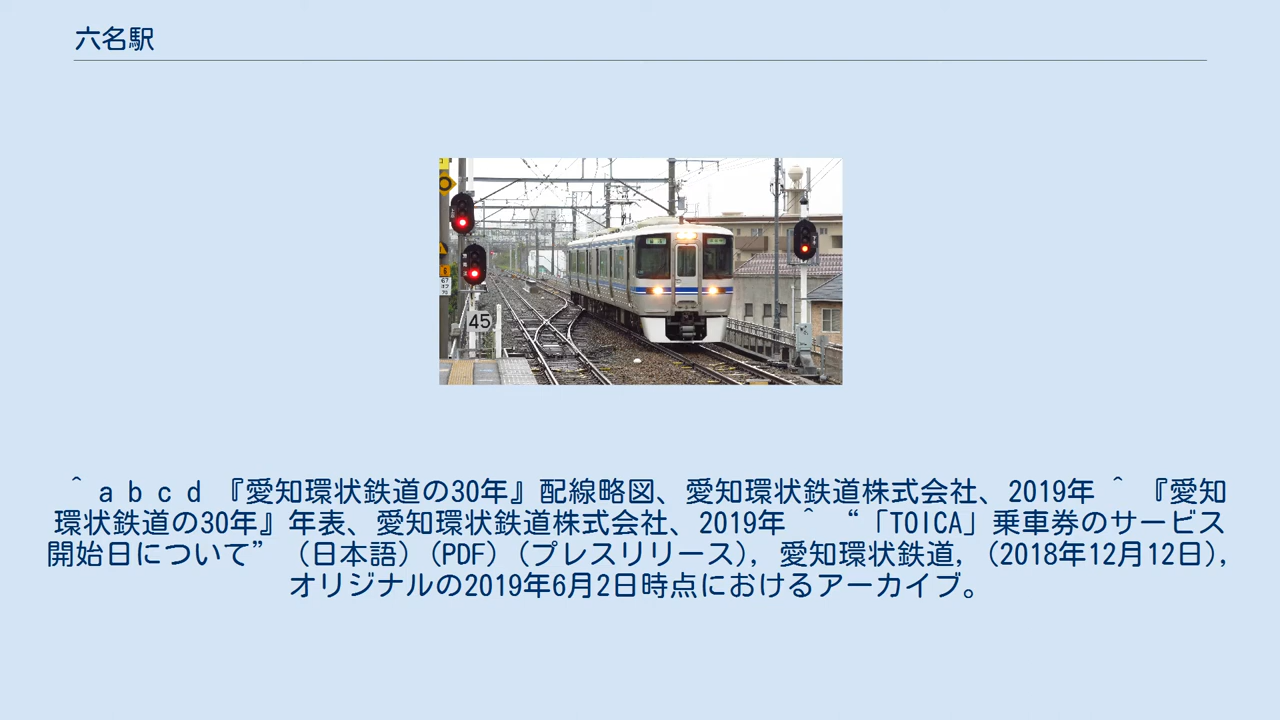 六名駅
45
＾ a b c d 『愛知環状鉄道の30年』配線略図、愛知環状鉄道株式会社、2019年 ＾ 『愛知
環状鉄道の30年』年表、愛知環状鉄道株式会社、2019年 ＾ “「TOICA」乗車券のサービス
開始日について” （日本語）（PDF）（プレスリリース）, 愛知環状鉄道, （2018年12月12日）,
オリジナルの2019年6月2日時点におけるアーカイブ。